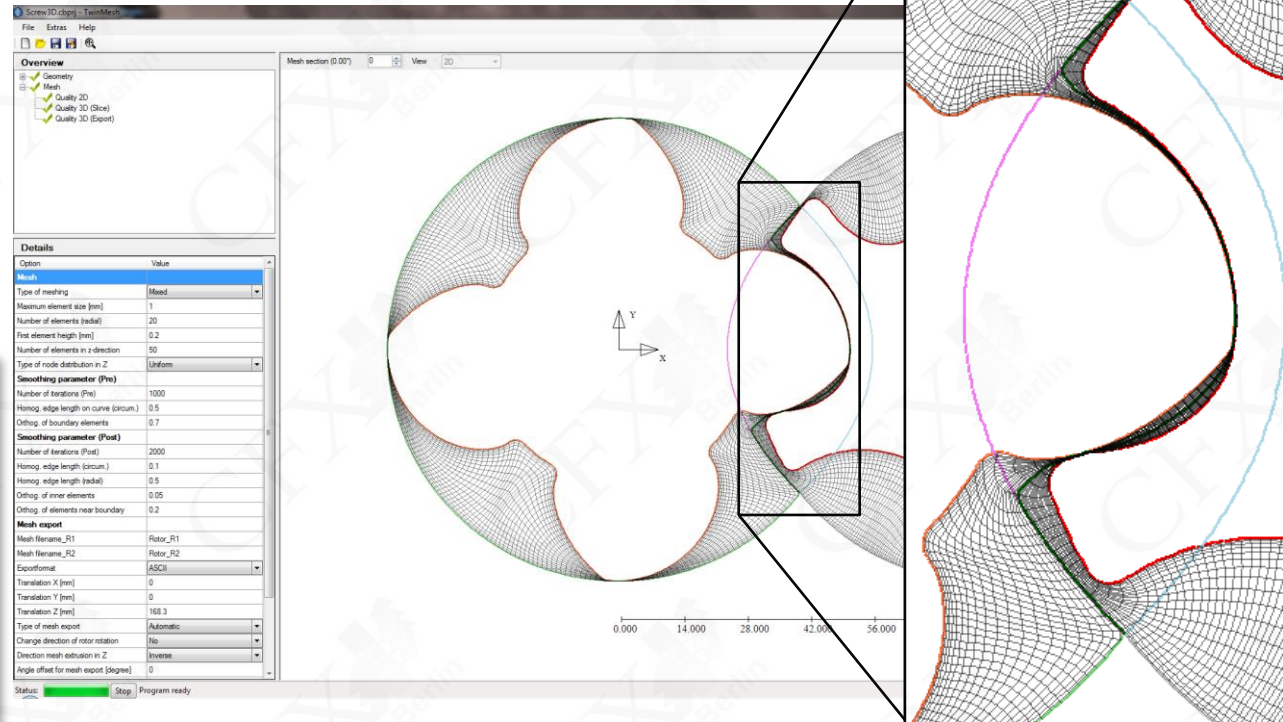 Screw3D.cbprj - TwinMesh
File Extras Help
Overview
Geometry
Mesh
Quality 2D
Quality 3D (Slice)
Quality 3D (Export)
Mesh section (0.00°) 0 View 2D
Details
Option Value
Mesh
Type of meshing Mixed
Maximum element size [mm] 1
Number of elements (radial) 20
First element heigth [mm] 0.2
Number of elements in z-direction 50
Type of node distribution in Z Uniform
Smoothing parameter (Pre)
Number of iterations (Pre) 1000
Homog. edge length on curve (circum.) 0.5
Orthog. of boundary elements 0.7
Smoothing parameter (Post)
Number of iterations (Post) 2000
Homog. edge length (circum.) 0.1
Homog. edge length (radial) 0.5
Orthog. of inner elements 0.05
Orthog. of elements near boundary 0.2
Mesh export
Mesh filename_R1 Rotor_R1
Mesh filename_R2 Rotor_R2
Exportformat ASCII
Translation X [mm] 0
Translation Y [mm] 0
Translation Z [mm] 168.3
Type of mesh export Automatic
Change direction of rotor rotation No
Direction mesh extrusion in Z Inverse
Angle offset for mesh export [degree] 0
Status: Stop Program ready
Y
X
0.000 14.000 28.000 42.000 56.000
CFX
Berlin